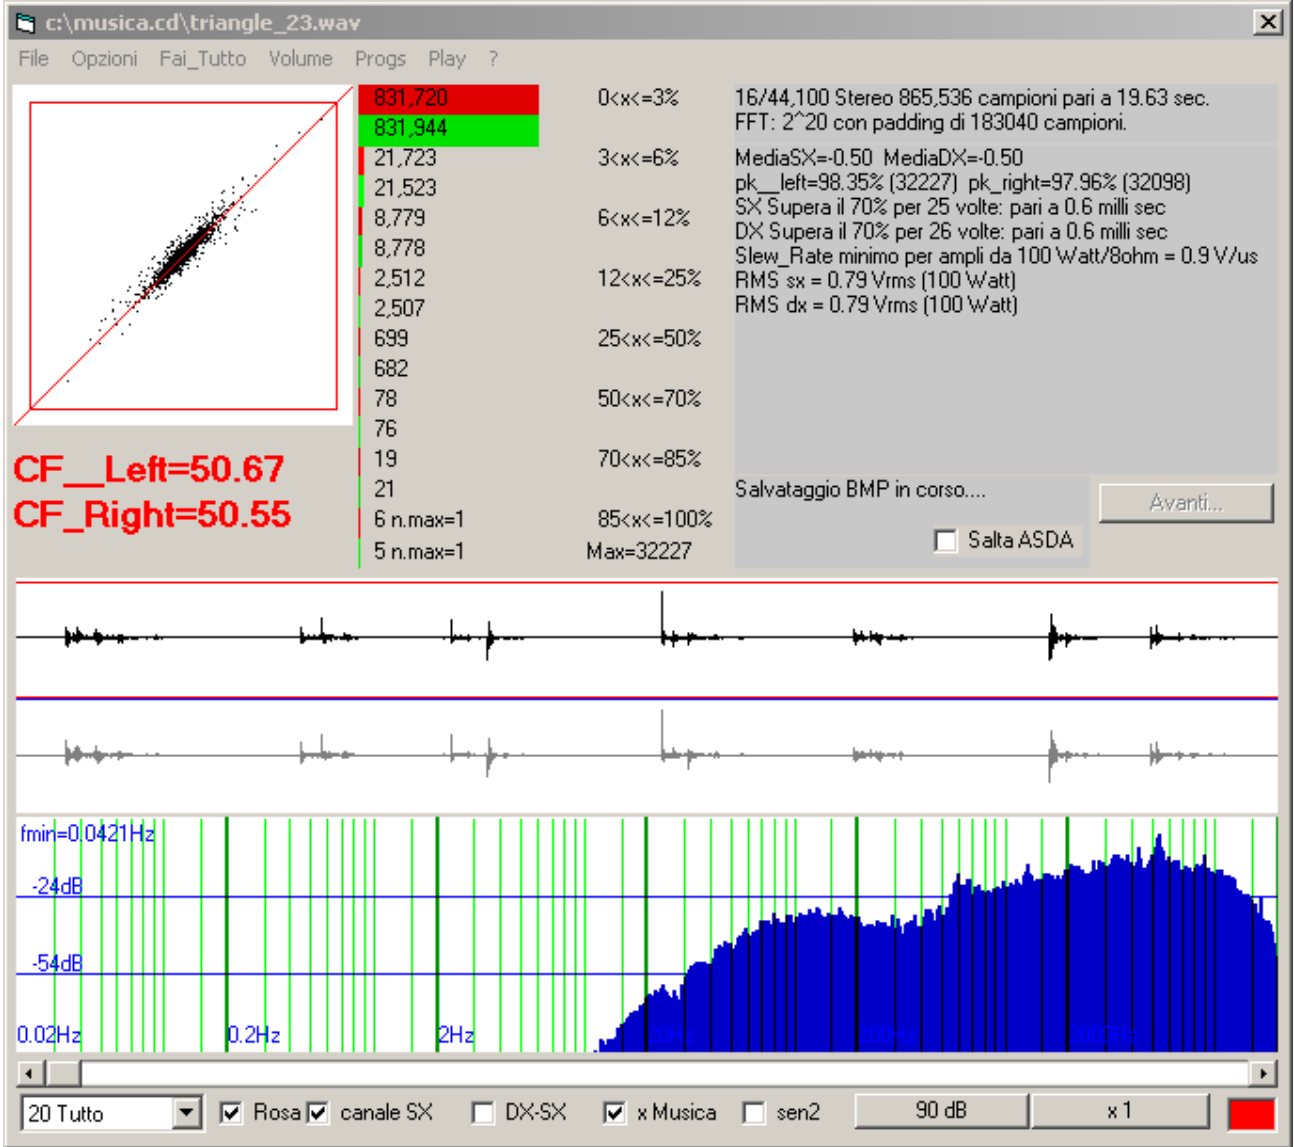 c:\musica.cd\triangle_23.wav
File Opzioni Fai_Tutto Volume Progs Play ?
831,720 0<x<=3%
831,944
21,723 3<x<=6%
21,523
8,779 6<x<=12%
8,778
2,512 12<x<=25%
2,507
699 25<x<=50%
682
78 50<x<=70%
76
19 70<x<=85%
21
6 n.max=1 85<x<=100%
5 n.max=1 Max=32227
16/44,100 Stereo 865,536 campioni pari a 19.63 sec.
FFT: 2^20 con padding di 183040 campioni.
MediaSX=-0.50 MediaDX=-0.50
pk__left=98.35% (32227) pk_right=97.96% (32098)
SX Supera il 70% per 25 volte: pari a 0.6 milli sec
DX Supera il 70% per 26 volte: pari a 0.6 milli sec
Slew_Rate minimo per ampli da 100 Watt/8ohm = 0.9 V/us
RMS sx = 0.79 Vrms (100 Watt)
RMS dx = 0.79 Vrms (100 Watt)
CF__Left=50.67
CF_Right=50.55
Salvataggio BMP in corso....
Avanti...
Salta ASDA
fmin=0.0421Hz
-24dB
-54dB
0.02Hz 0.2Hz 2Hz 20Hz 200Hz 2000Hz
20 Tutto Rosa canale SX DX-SX x Musica sen2 90 dB x 1